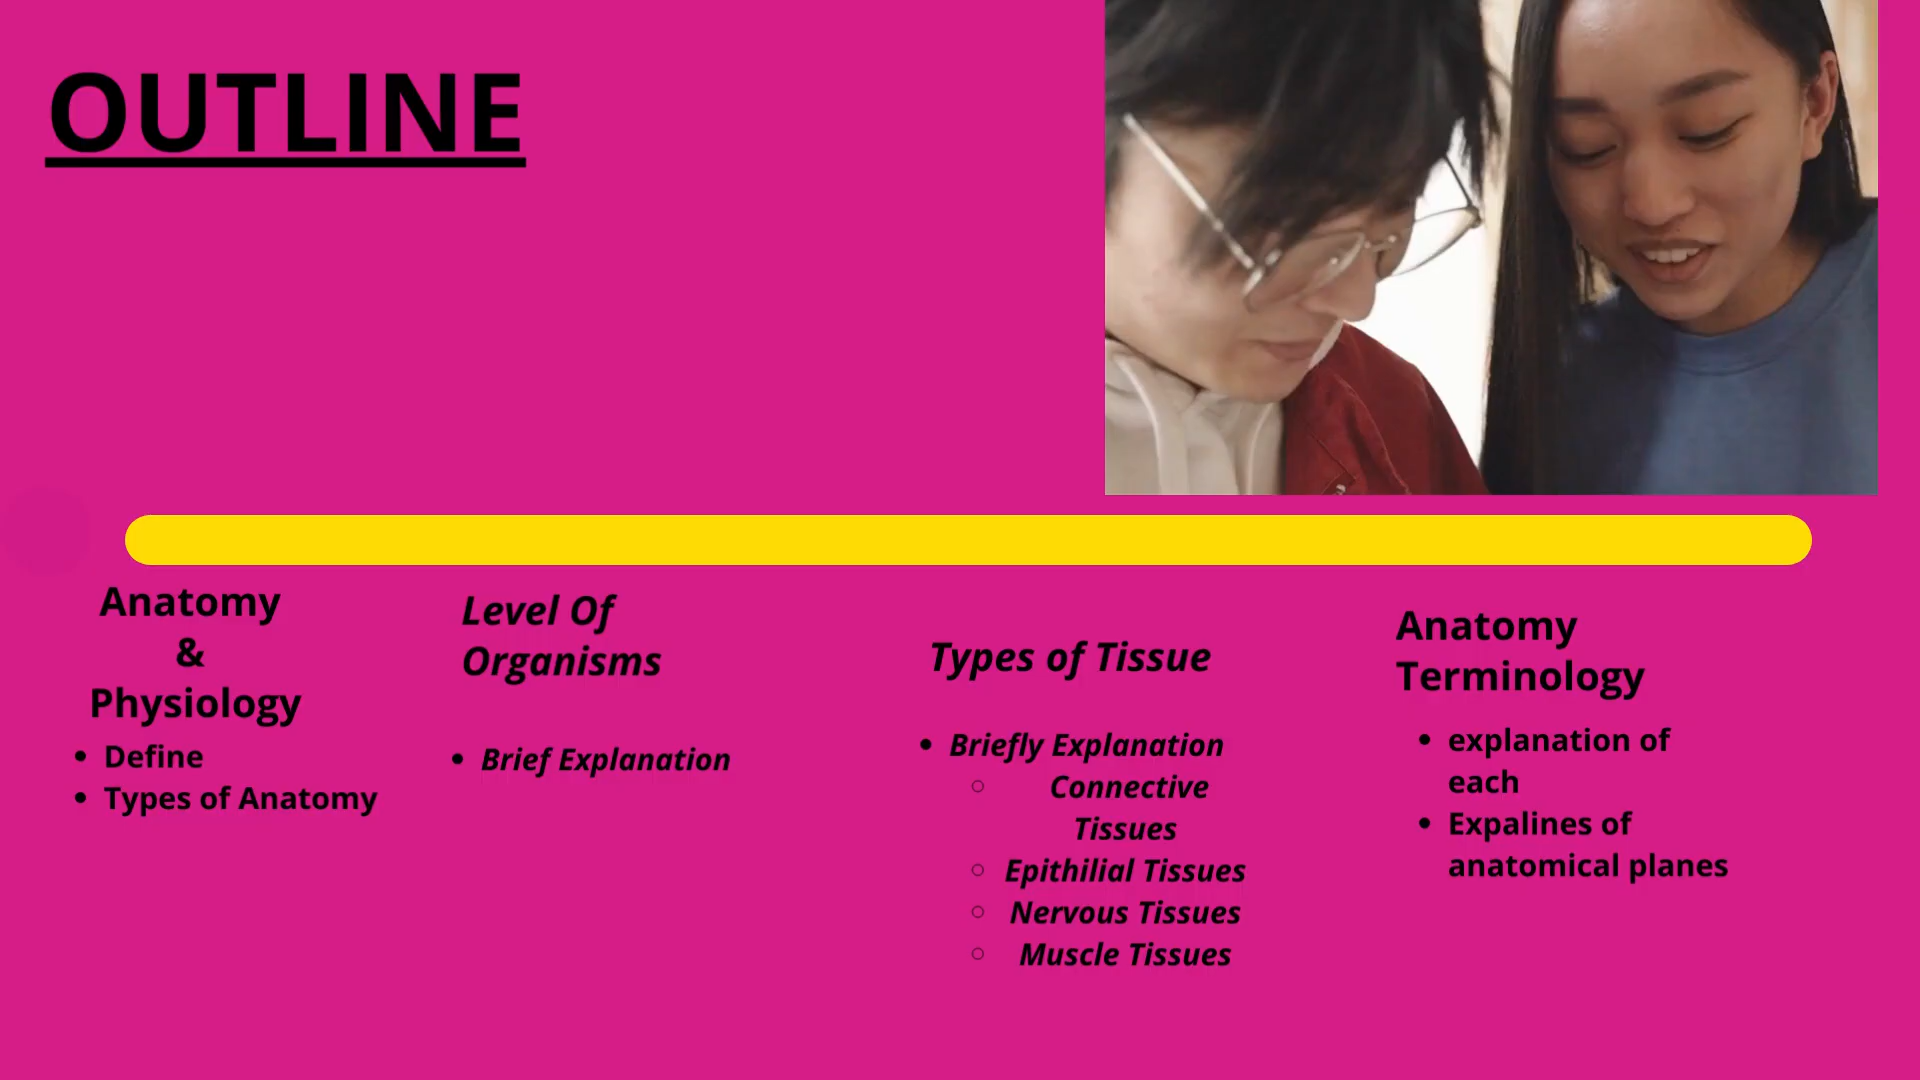 OUTLINE
Anatomy
&
Physiology
• Define
• Types of Anatomy
Level Of
Organisms
• Brief Explanation
Types of Tissue
• Briefly Explanation
○ Connective
Tissues
○ Epithilial Tissues
○ Nervous Tissues
○ Muscle Tissues
Anatomy
Terminology
• explanation of
each
• Expalines of
anatomical planes